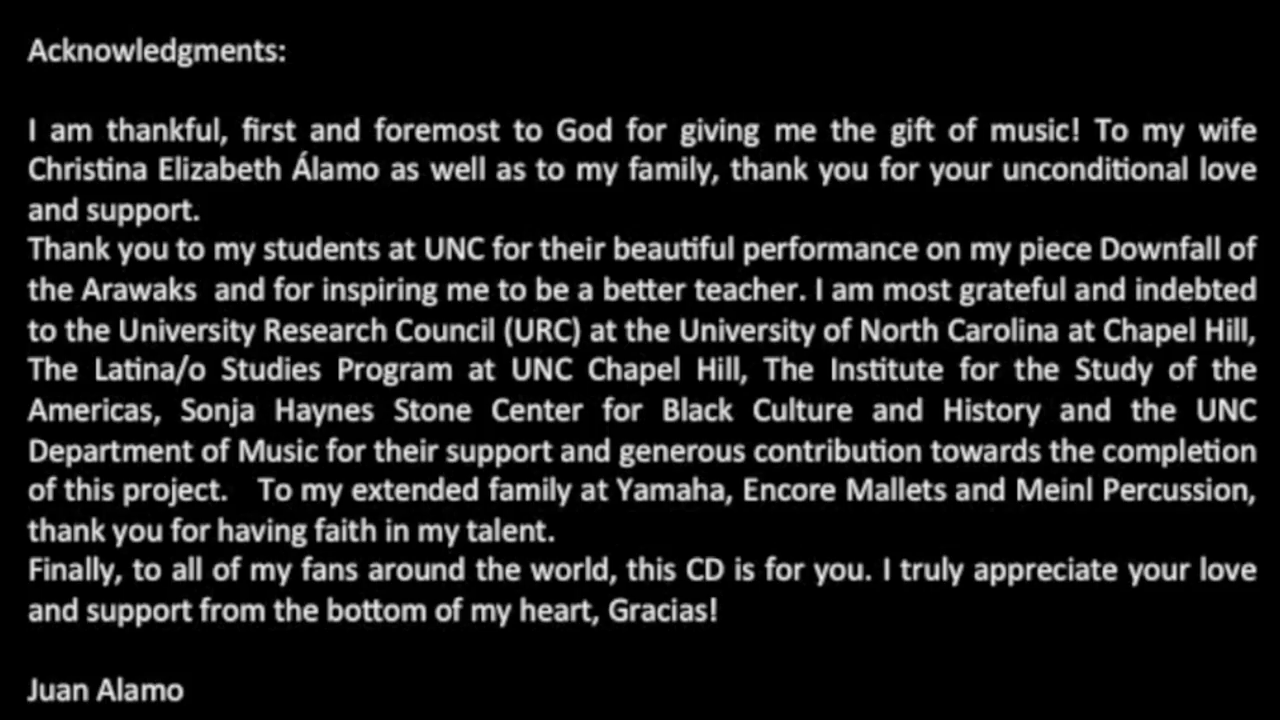 Acknowledgments:
I am thankful, first and foremost to God for giving me the gift of music! To my wife
Christina Elizabeth Álamo as well as to my family, thank you for your unconditional love
and support.
Thank you to my students at UNC for their beautiful performance on my piece Downfall of
the Arawaks  and for inspiring me to be a better teacher. I am most grateful and indebted
to the University Research Council (URC) at the University of North Carolina at Chapel Hill,
The Latina/o Studies Program at UNC Chapel Hill, The Institute for the Study of the
Americas, Sonja Haynes Stone Center for Black Culture and History and the UNC
Department of Music for their support and generous contribution towards the completion
of this project.   To my extended family at Yamaha, Encore Mallets and Meinl Percussion,
thank you for having faith in my talent.
Finally, to all of my fans around the world, this CD is for you. I truly appreciate your love
and support from the bottom of my heart, Gracias!
Juan Alamo